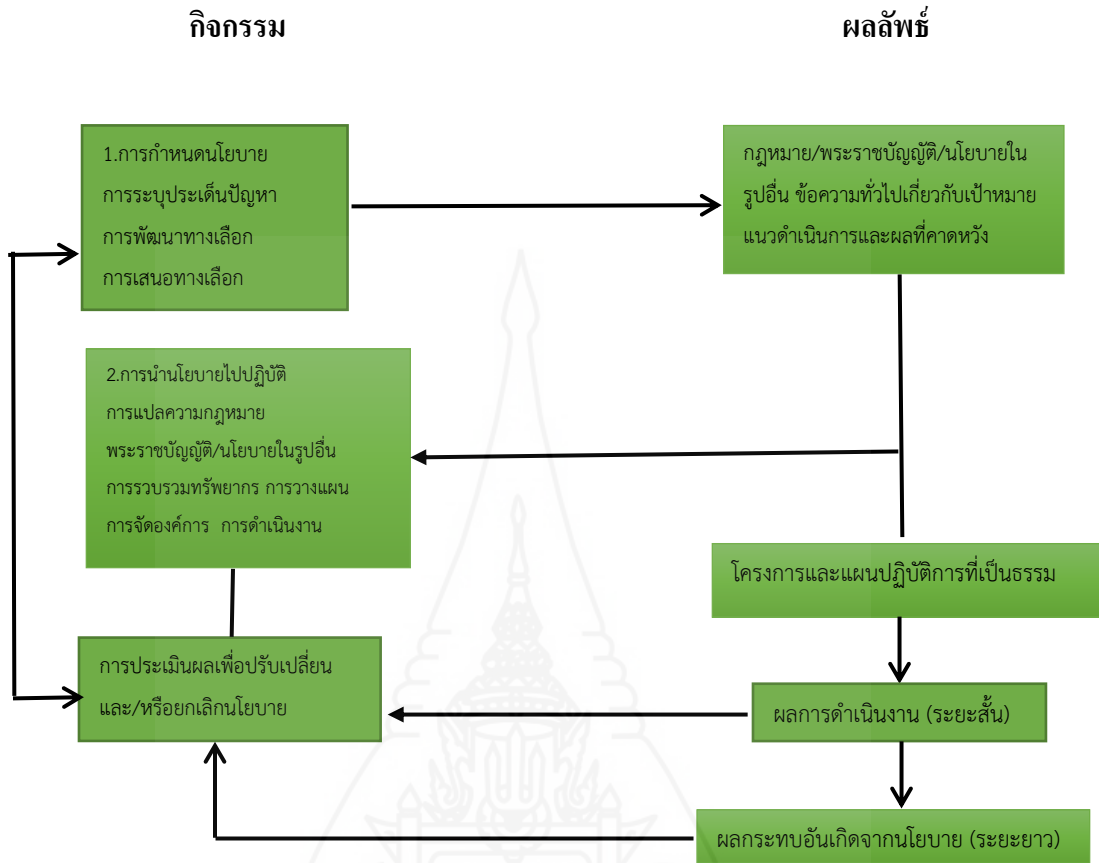 กิจกรรม
ผลลัพธ์
1.การกำหนดนโยบาย
การระบุประเด็นปัญหา
การพัฒนาทางเลือก
การเสนอทางเลือก
กฎหมาย/พระราชบัญญัติ/นโยบายใน
รูปอื่น ข้อความทั่วไปเกี่ยวกับเป้าหมาย
แนวดำเนินการและผลที่คาดหวัง
2.การนำนโยบายไปปฏิบัติ
การแปลความกฎหมาย
พระราชบัญญัติ/นโยบายในรูปอื่น
การรวบรวมทรัพยากร การวางแผน
การจัดองค์การ การดำเนินงาน
โครงการและแผนปฏิบัติการที่เป็นธรรม
การประเมินผลเพื่อปรับเปลี่ยน
และ/หรือยกเลิกนโยบาย
ผลการดำเนินงาน (ระยะสั้น)
ผลกระทบอันเกิดจากนโยบาย (ระยะยาว)